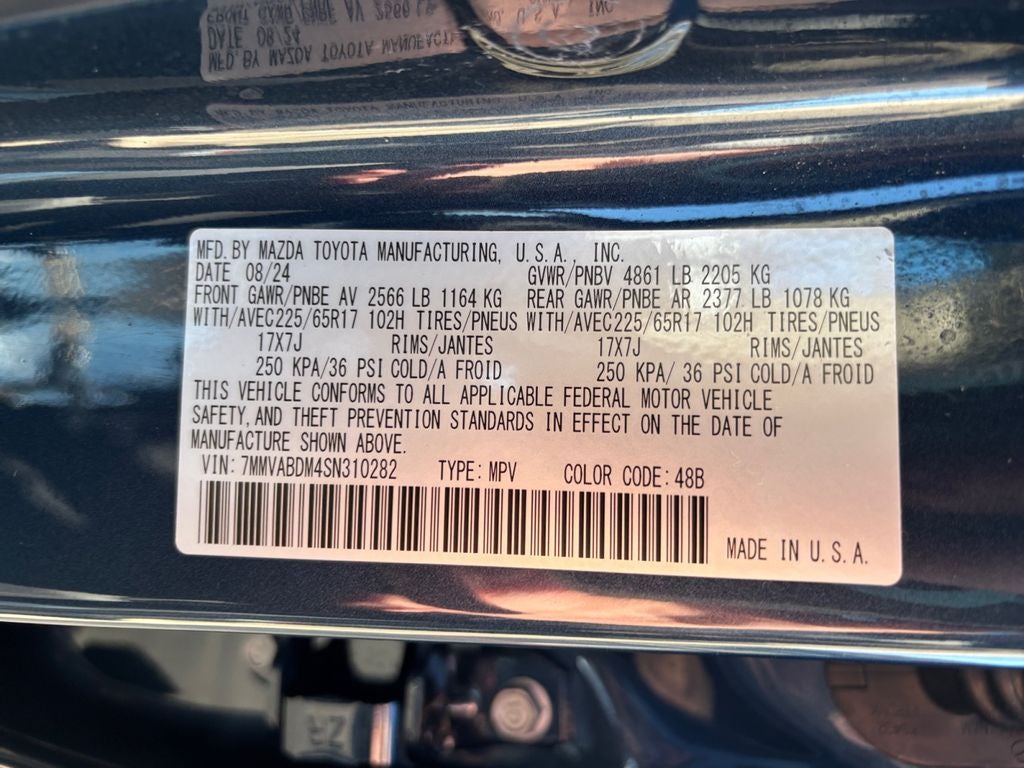 MFD. BY MAZDA TOYOTA MANUFACTURING, U.S.A., INC.
DATE 08/24 GVWR/PNBV 4861 LB 2205 KG
FRONT GAWR/PNBE AV 2566 LB 1164 KG REAR GAWR/PNBE AR 2377 LB 1078 KG
WITH/AVEC225/65R17 102H TIRES/PNEUS WITH/AVEC225/65R17 102H TIRES/PNEUS
17X7J RIMS/JANTES 17X7J RIMS/JANTES
250 KPA/36 PSI COLD/A FROID 250 KPA/ 36 PSI COLD/A FROID
THIS VEHICLE CONFORMS TO ALL APPLICABLE FEDERAL MOTOR VEHICLE
SAFETY, AND THEFT PREVENTION STANDARDS IN EFFECT ON THE DATE OF
MANUFACTURE SHOWN ABOVE.
VIN: 7MMVABDM4SN310282 TYPE: MPV COLOR CODE: 48B
MADE IN U.S.A.